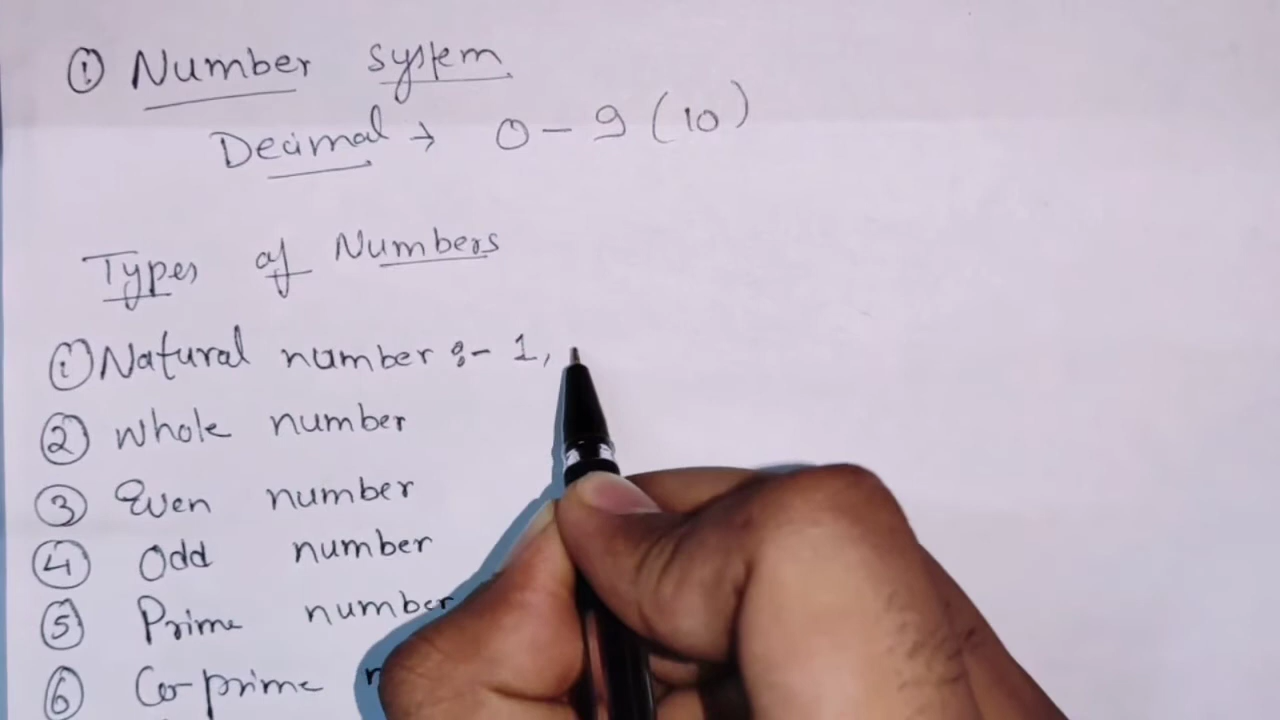 ① Number system
Decimal → 0 - 9 (10)
Types of Numbers
① Natural number :- 1,
② Whole number
③ Even number
④ Odd number
⑤ Prime number
⑥ Co-prime